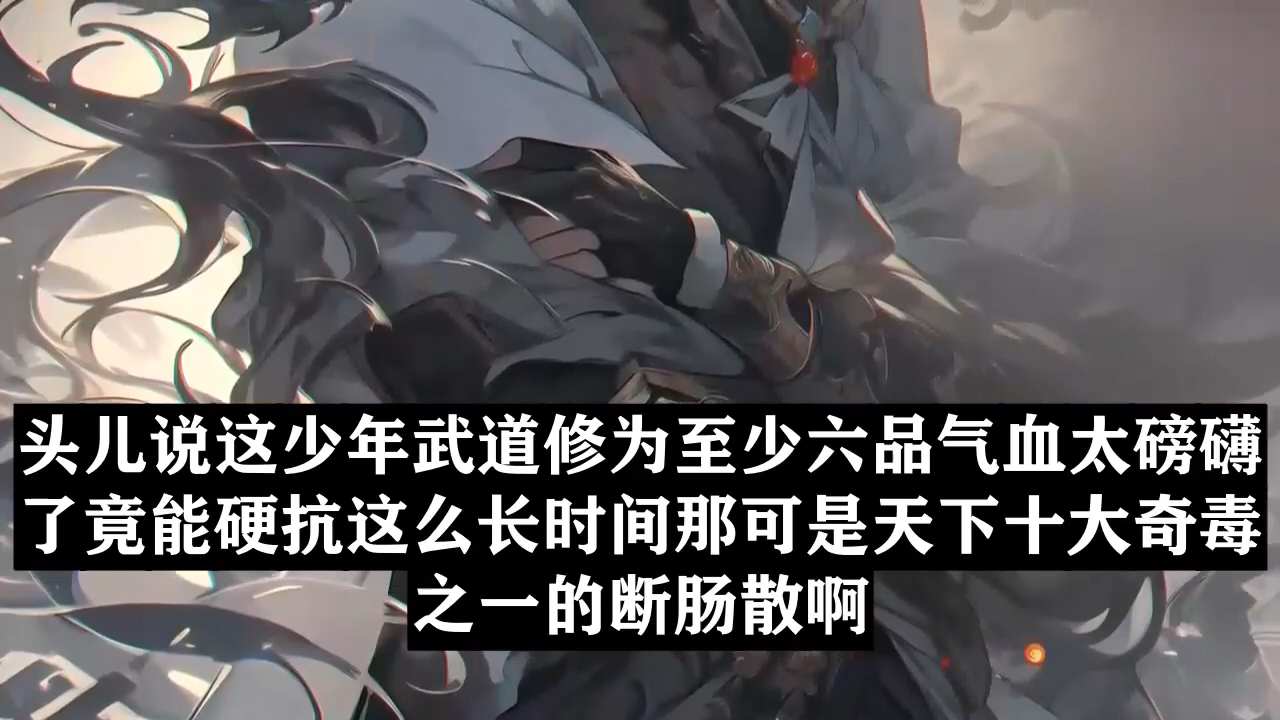 头儿说这少年武道修为至少六品气血太磅礴
了竟能硬抗这么长时间那可是天下十大奇毒
之一的断肠散啊